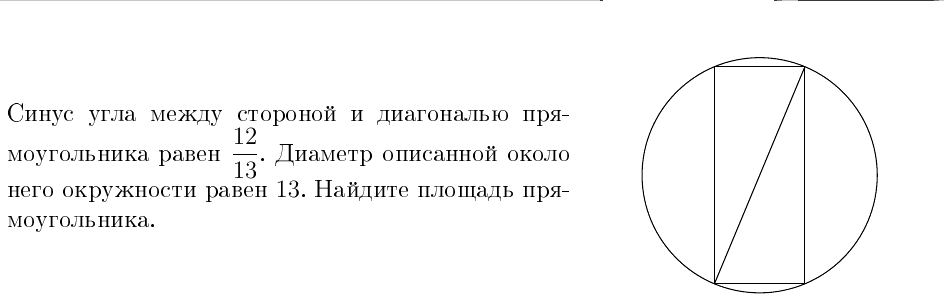 Синус угла между стороной и диагональю пря-
моугольника равен 12/13. Диаметр описанной около
него окружности равен 13. Найдите площадь пря-
моугольника.